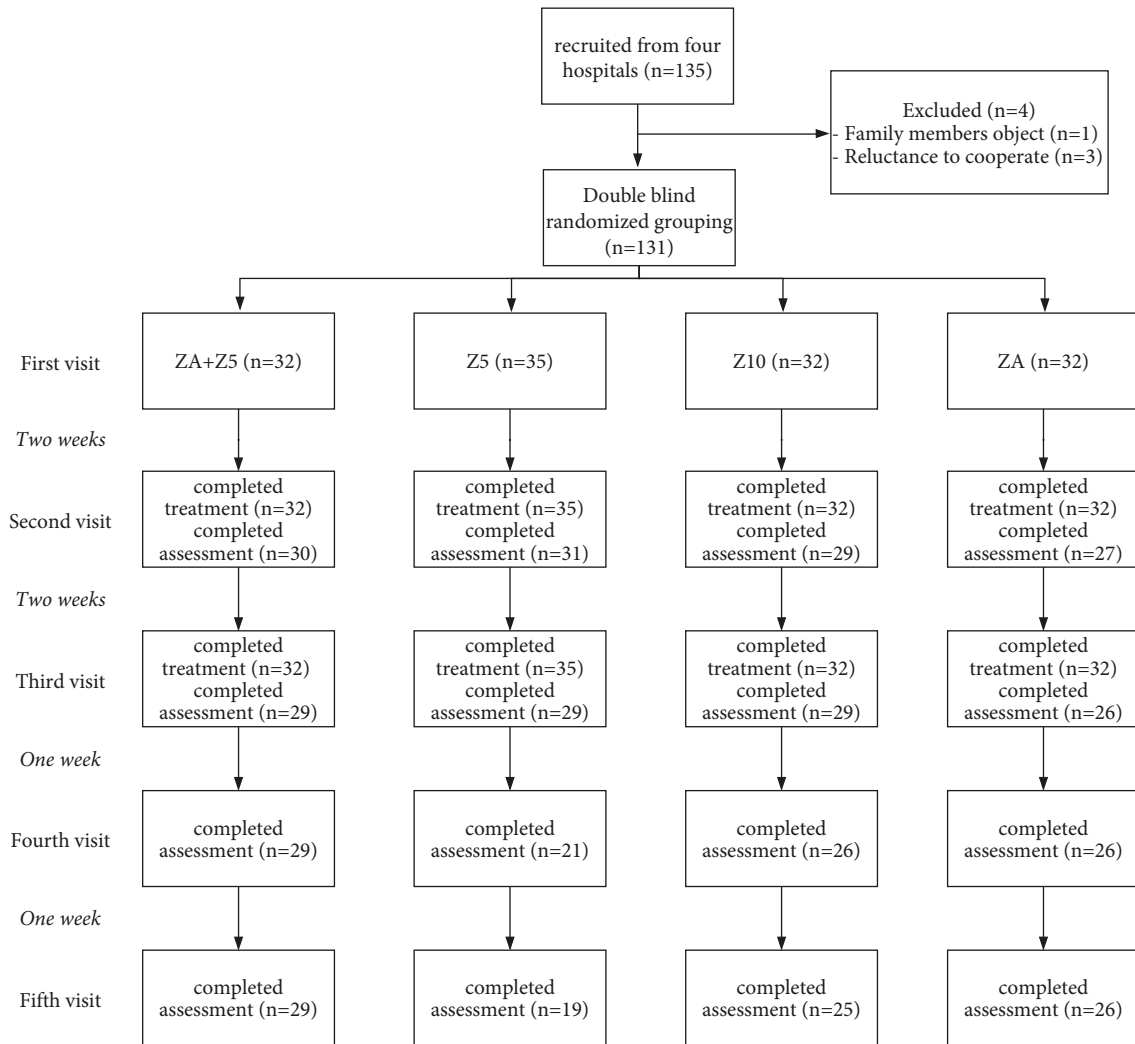 recruited from four
hospitals (n=135)
Excluded (n=4)
- Family members object (n=1)
- Reluctance to cooperate (n=3)
Double blind
randomized grouping
(n=131)
First visit
ZA+Z5 (n=32)
Z5 (n=35)
Z10 (n=32)
ZA (n=32)
Two weeks
Second visit
completed
treatment (n=32)
completed
assessment (n=30)
completed
treatment (n=35)
completed
assessment (n=31)
completed
treatment (n=32)
completed
assessment (n=29)
completed
treatment (n=32)
completed
assessment (n=27)
Two weeks
Third visit
completed
treatment (n=32)
completed
assessment (n=29)
completed
treatment (n=35)
completed
assessment (n=29)
completed
treatment (n=32)
completed
assessment (n=29)
completed
treatment (n=32)
completed
assessment (n=26)
One week
Fourth visit
completed
assessment (n=29)
completed
assessment (n=21)
completed
assessment (n=26)
completed
assessment (n=26)
One week
Fifth visit
completed
assessment (n=29)
completed
assessment (n=19)
completed
assessment (n=25)
completed
assessment (n=26)